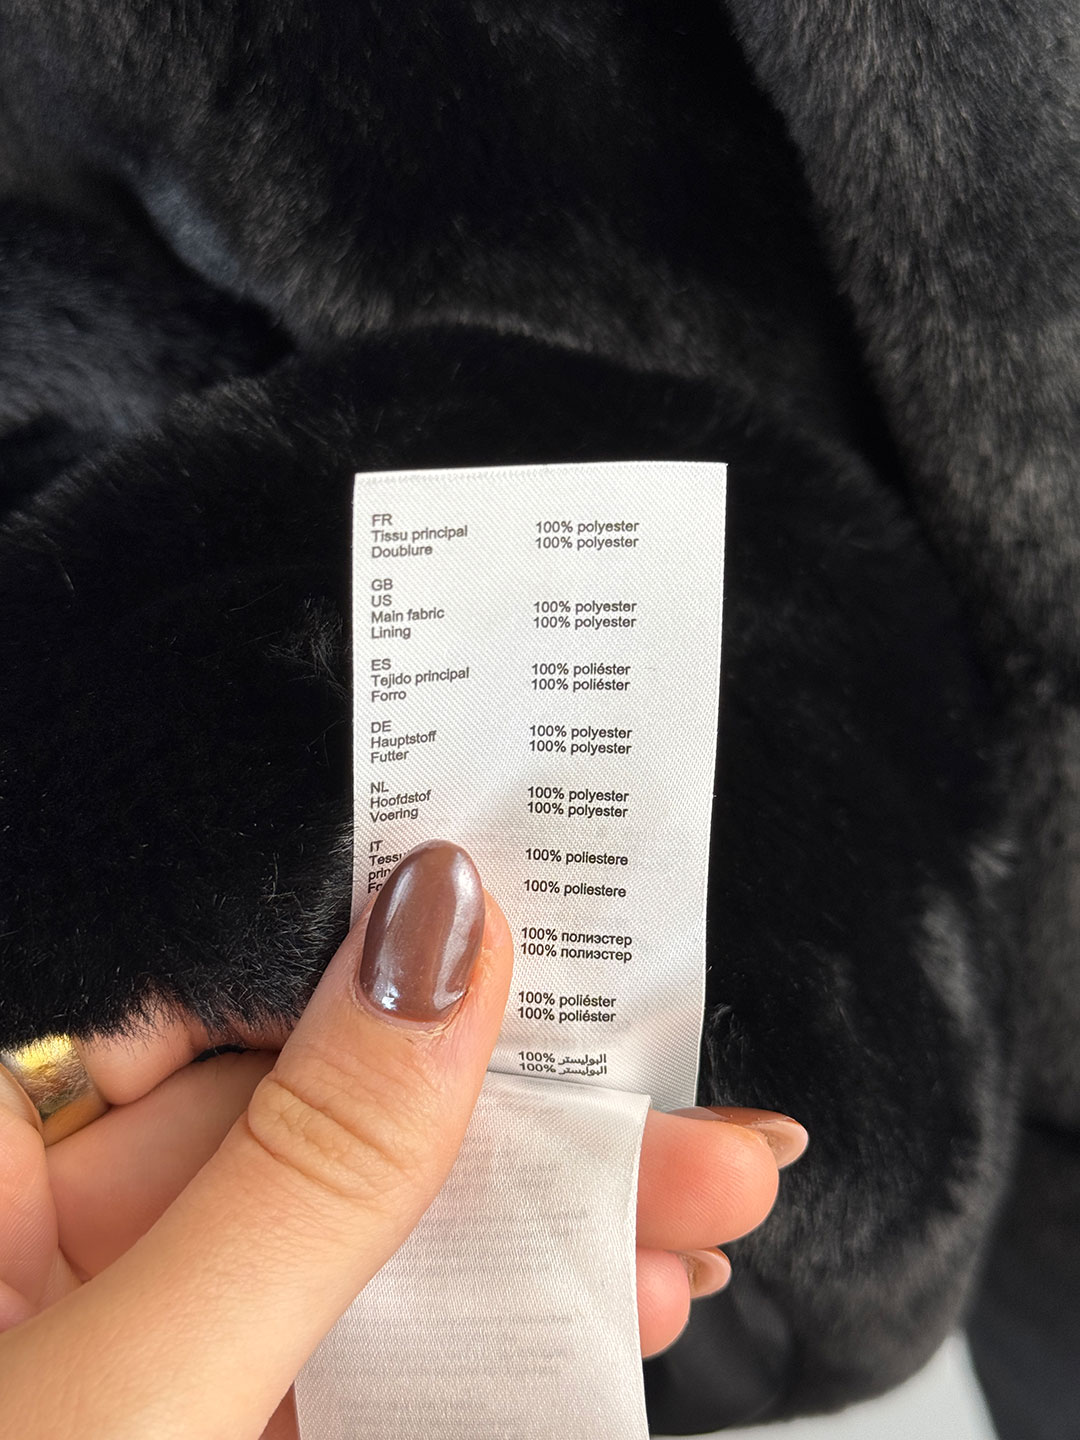 FR
Tissu principal 100% polyester
Doublure 100% polyester
GB
US
Main fabric 100% polyester
Lining 100% polyester
ES
Tejido principal 100% poliéster
Forro 100% poliéster
DE
Hauptstoff 100% polyester
Futter 100% polyester
NL
Hoofdstof 100% polyester
Voering 100% polyester
IT
100% poliestere
100% poliestere
100% полиэстер
100% полиэстер
100% poliéster
100% poliéster
100% البوليستر
100% البوليستر